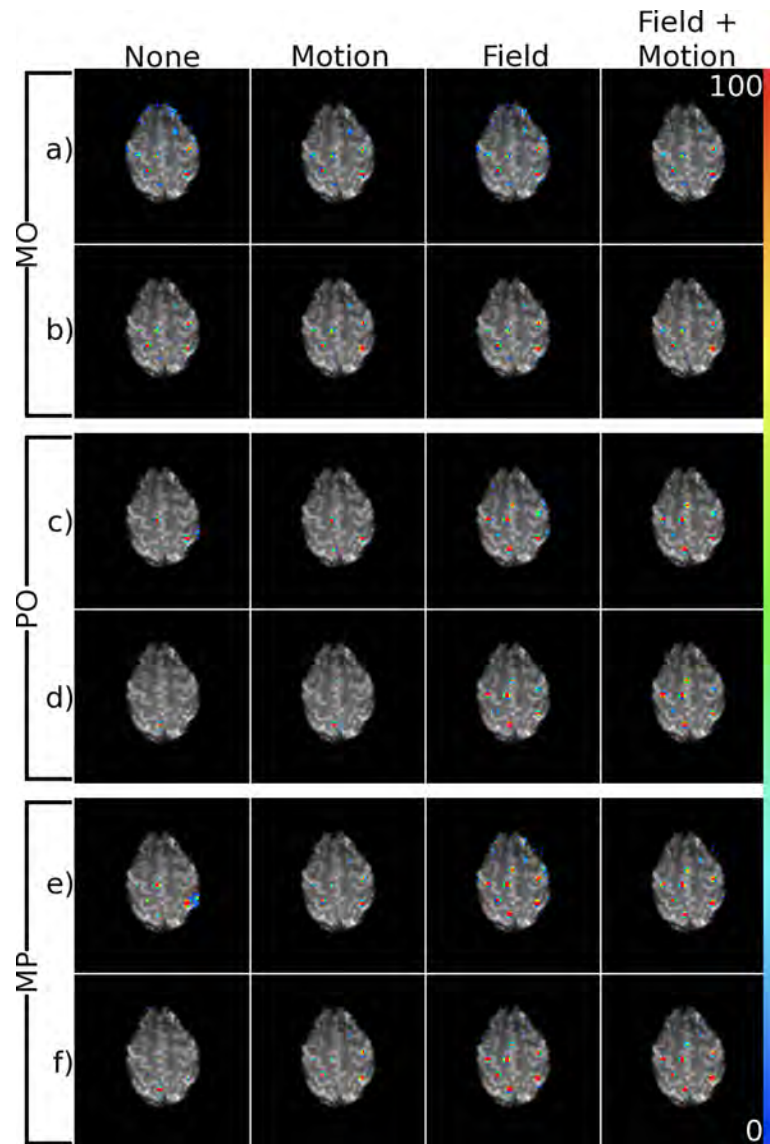 None
Motion
Field
Field +
Motion
100
MO
a)
b)
PO
c)
d)
MP
e)
f)
0